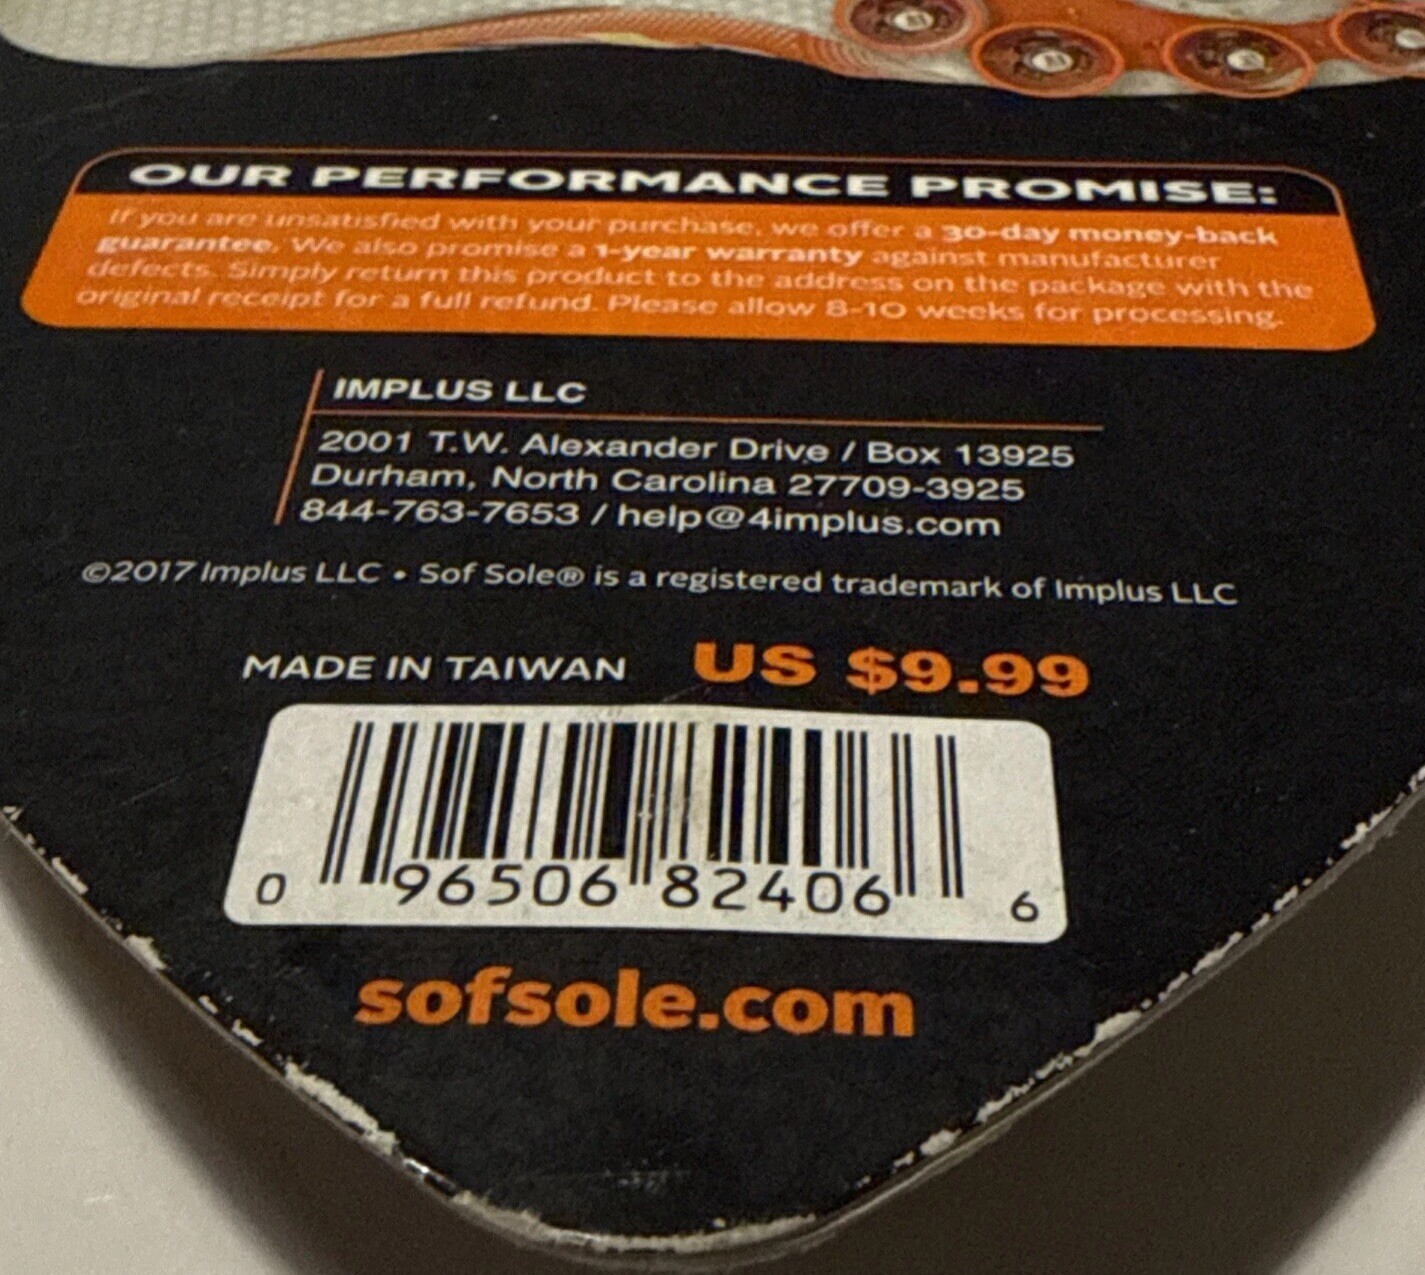 OUR PERFORMANCE PROMISE:
If you are unsatisfied with your purchase, we offer a 30-day money-back
guarantee. We also promise a 1-year warranty against manufacturer
defects. Simply return this product to the address on the package with the
original receipt for a full refund. Please allow 8-10 weeks for processing.
IMPLUS LLC
2001 T.W. Alexander Drive / Box 13925
Durham, North Carolina 27709-3925
844-763-7653 / help@4implus.com
©2017 Implus LLC • Sof Sole® is a registered trademark of Implus LLC
MADE IN TAIWAN US $9.99
0 96506 82406 6
sofsole.com